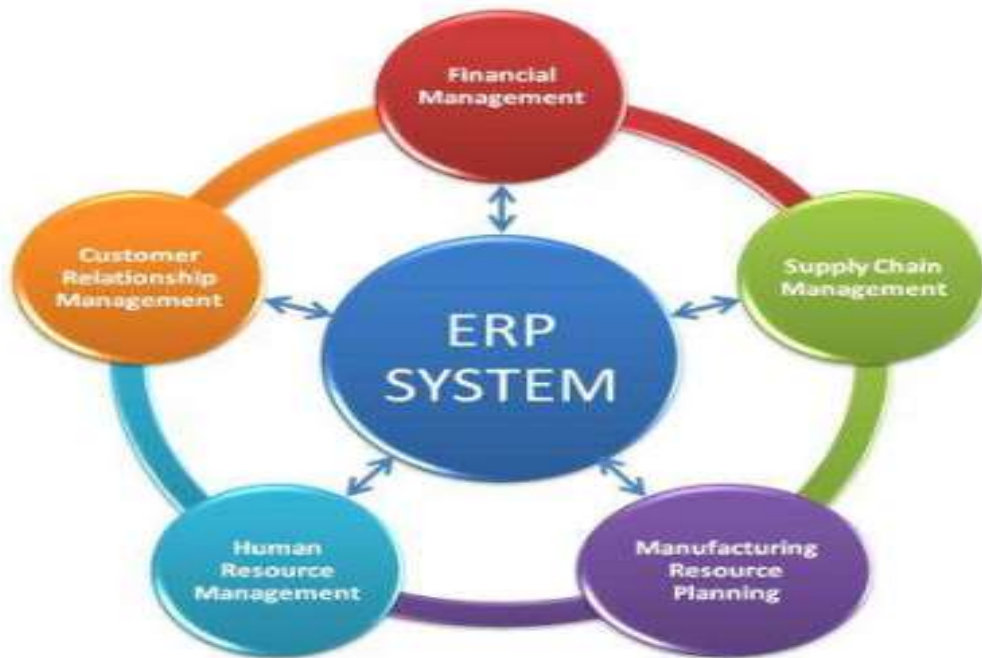 Financial
Management
Customer
Relationship
Management
Supply Chain
Management
ERP
SYSTEM
Human
Resource
Management
Manufacturing
Resource
Planning